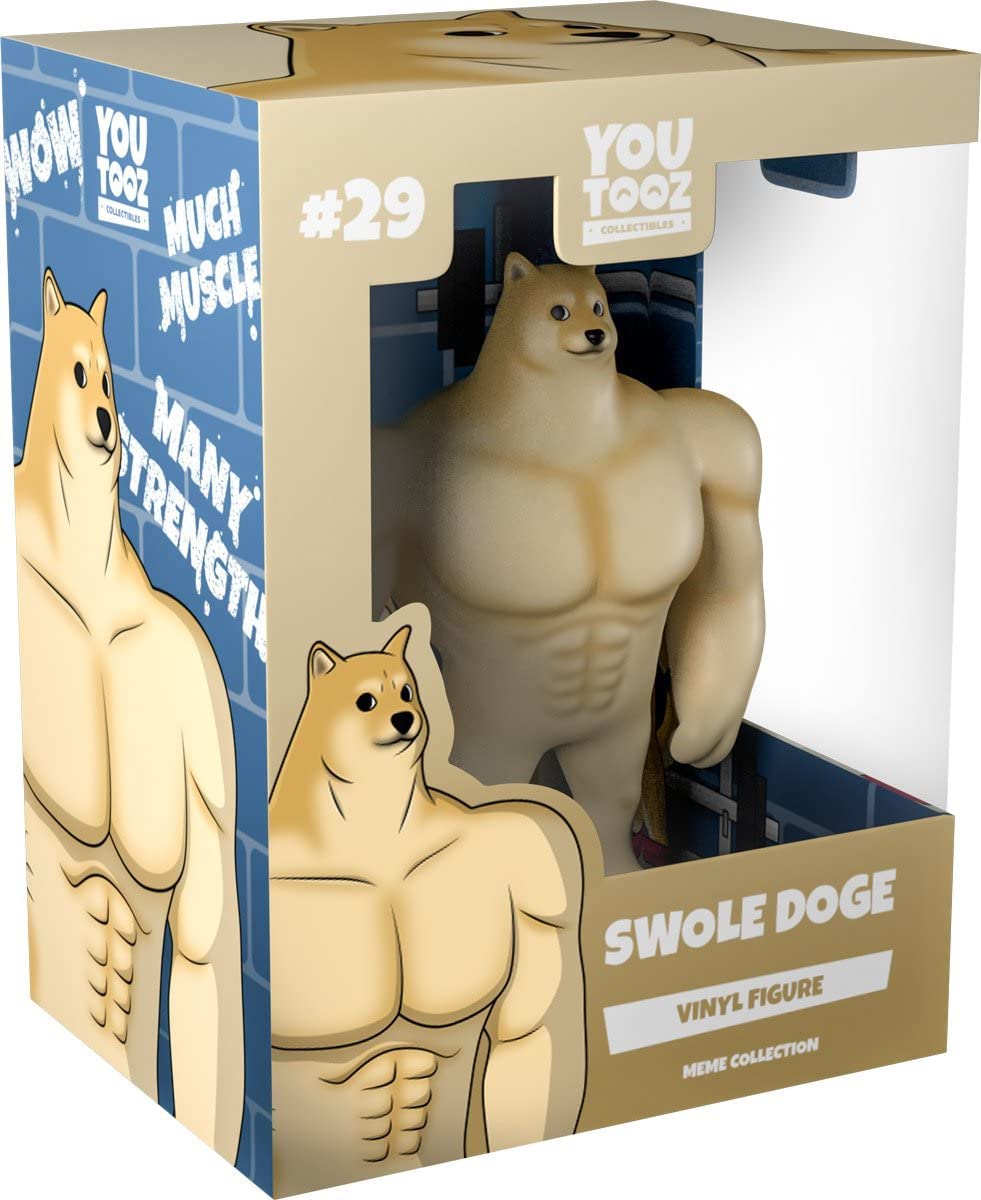 WOW
YOU
TOOZ
COLLECTIBLES
MUCH
MUSCLE
MANY
STRENGTH
#29
YOU
TOOZ
· COLLECTIBLES ·
SWOLE DOGE
VINYL FIGURE
MEME COLLECTION